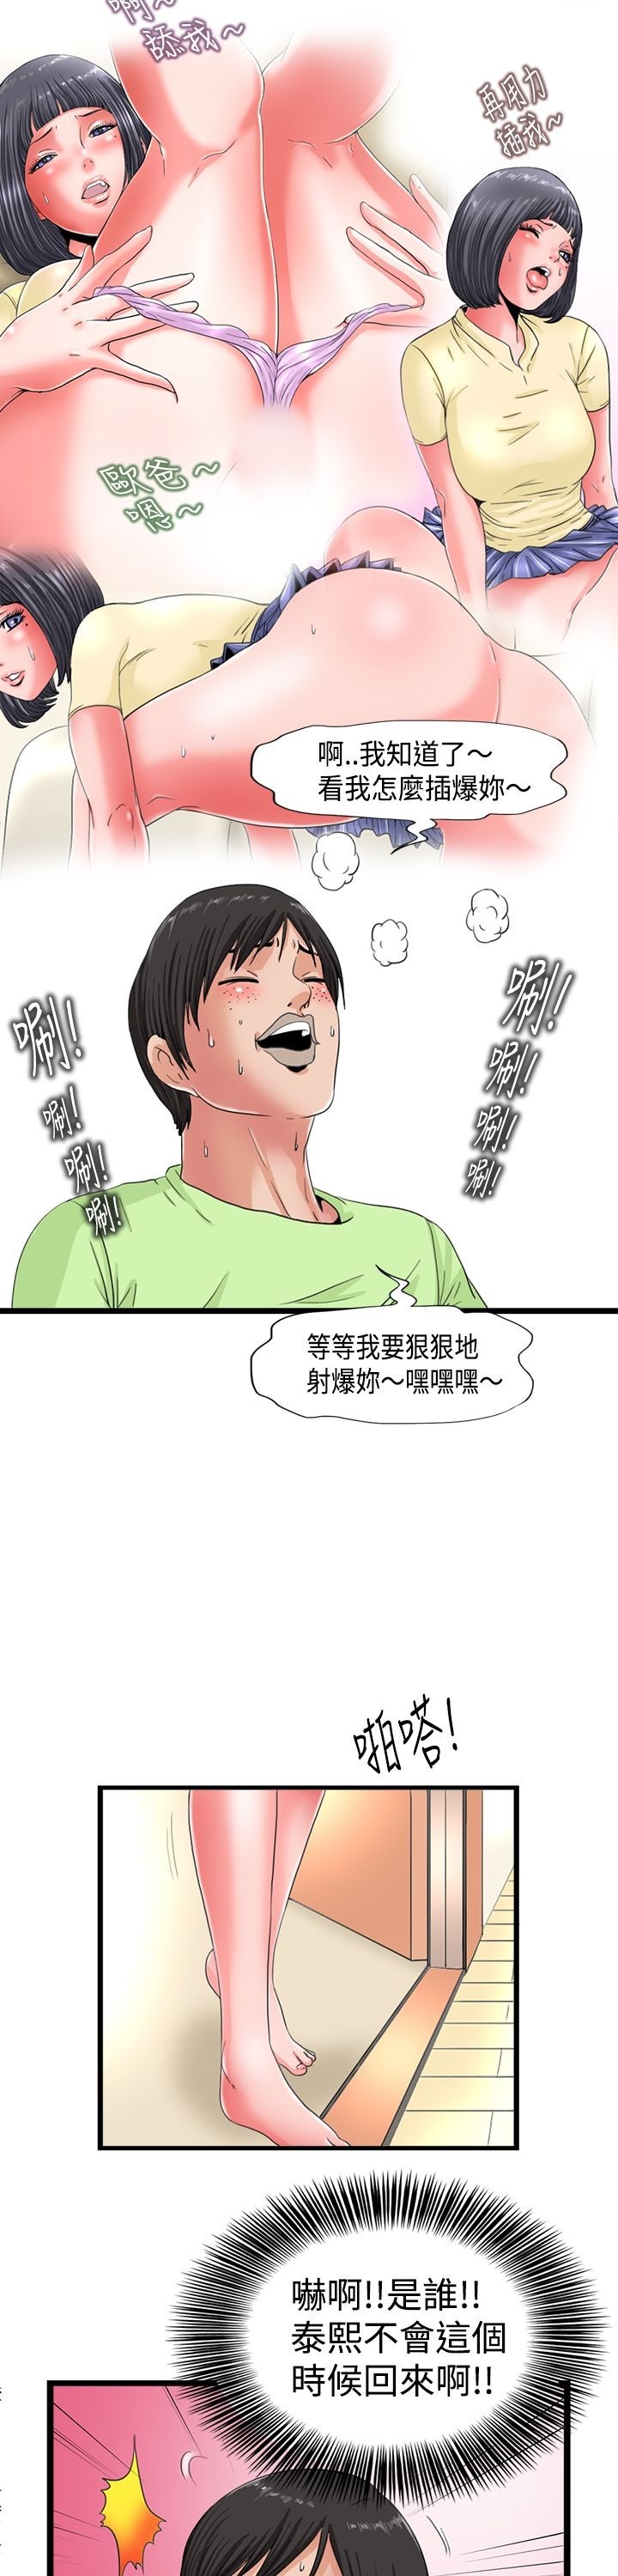 啊～
舔我～
再用力
插我～
歐爸～
嗯～
啊..我知道了～
看我怎麼插爆妳～
唰!
唰!
唰!
唰!
唰!
唰!
唰!
唰!
等等我要狠狠地
射爆妳～嘿嘿嘿～
啪嗒!
嚇啊!!是誰!!
泰熙不會這個
時候回來啊!!